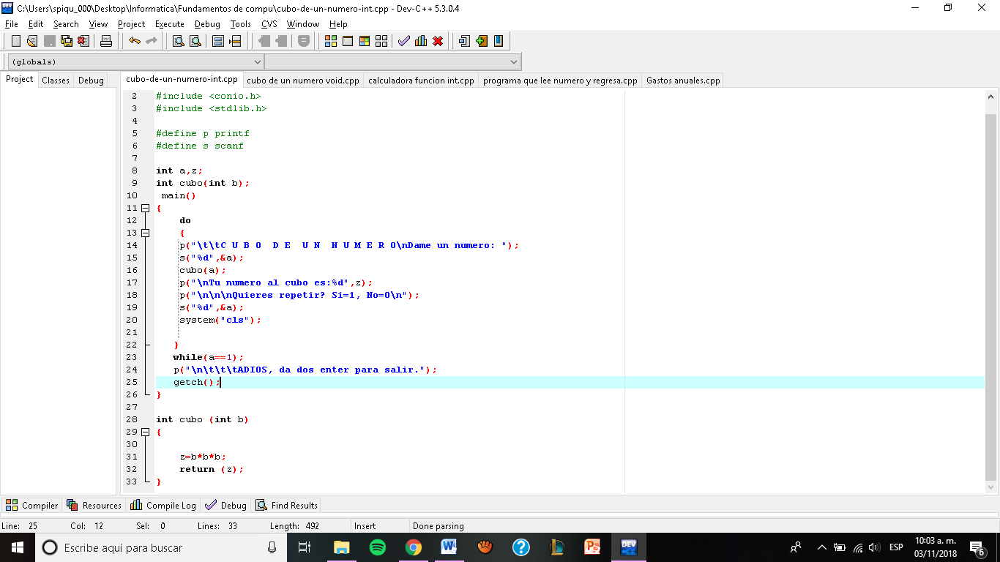 C:\Users\spiqu_000\Desktop\Informatica\Fundamentos de compu\cubo-de-un-numero-int.cpp - Dev-C++ 5.3.0.4
File Edit Search View Project Execute Debug Tools CVS Window Help
(globals)
Project Classes Debug
cubo-de-un-numero-int.cpp cubo de un numero void.cpp calculadora funcion int.cpp programa que lee numero y regresa.cpp Gastos anuales.cpp
2 #include <conio.h>
3 #include <stdlib.h>
4
5 #define p printf
6 #define s scanf
7
8 int a,z;
9 int cubo(int b);
10 main()
11 {
12 do
13 {
14 p("\t\tC U B O  D E  U N  N U M E R O\nDame un numero: ");
15 s("%d",&a);
16 cubo(a);
17 p("\nTu numero al cubo es:%d",z);
18 p("\n\n\nQuieres repetir? Si=1, No=0\n");
19 s("%d",&a);
20 system("cls");
21
22 }
23 while(a==1);
24 p("\n\t\t\tADIOS, da dos enter para salir.");
25 getch();
26 }
27
28 int cubo (int b)
29 {
30
31 z=b*b*b;
32 return (z);
33 }
Compiler Resources Compile Log Debug Find Results
Line: 25 Col: 12 Sel: 0 Lines: 33 Length: 492 Insert Done parsing
Escribe aquí para buscar
ESP
10:03 a. m.
03/11/2018
6
DEV